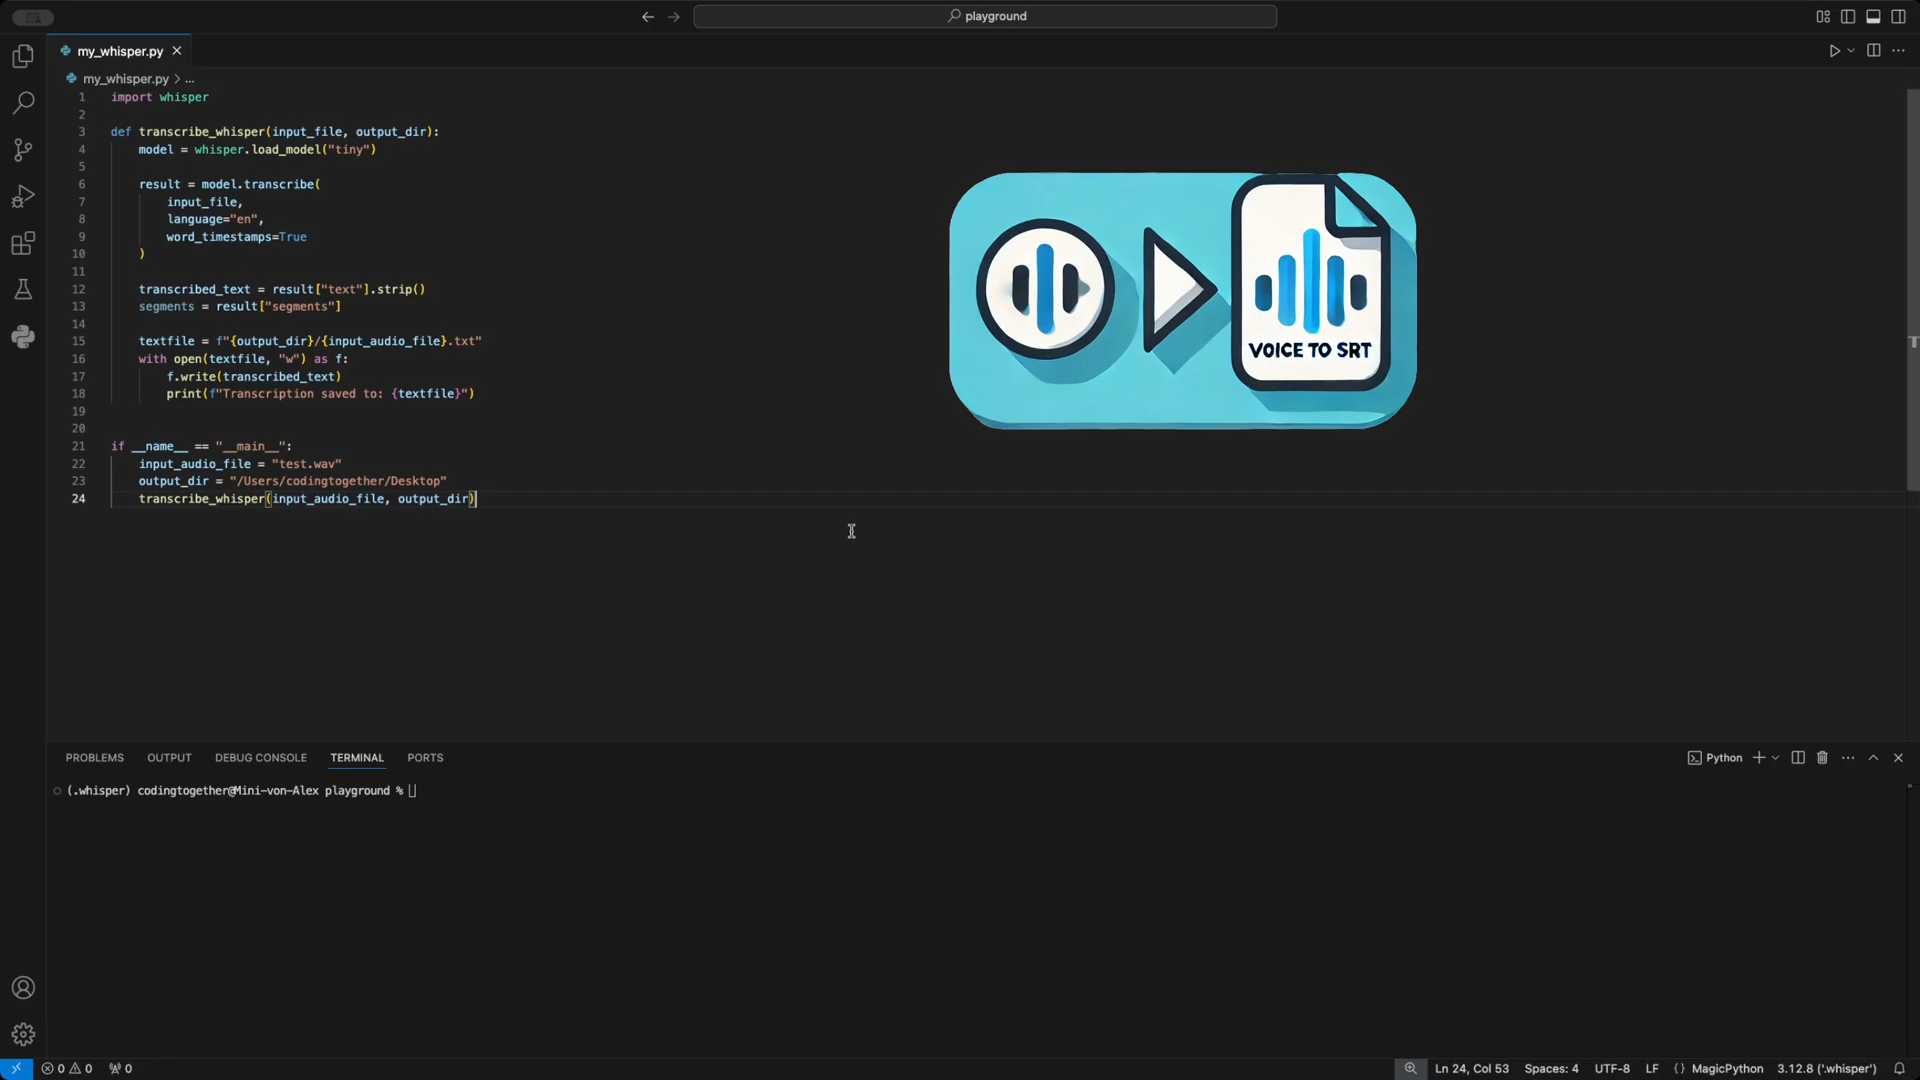 playground
my_whisper.py
my_whisper.py > ...
1 import whisper
2
3 def transcribe_whisper(input_file, output_dir):
4     model = whisper.load_model("tiny")
5
6     result = model.transcribe(
7         input_file,
8         language="en",
9         word_timestamps=True
10     )
11
12     transcribed_text = result["text"].strip()
13     segments = result["segments"]
14
15     textfile = f"{output_dir}/{input_audio_file}.txt"
16     with open(textfile, "w") as f:
17         f.write(transcribed_text)
18         print(f"Transcription saved to: {textfile}")
19
20
21 if __name__ == "__main__":
22     input_audio_file = "test.wav"
23     output_dir = "/Users/codingtogether/Desktop"
24     transcribe_whisper(input_audio_file, output_dir)
VOICE TO SRT
PROBLEMS OUTPUT DEBUG CONSOLE TERMINAL PORTS Python
(.whisper) codingtogether@Mini-von-Alex playground %
0 0 0 Ln 24, Col 53 Spaces: 4 UTF-8 LF {} MagicPython 3.12.8 ('.whisper')